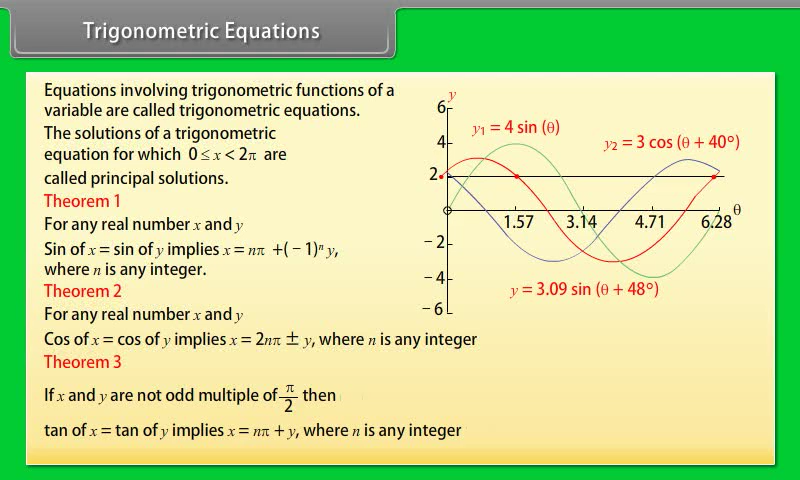 Trigonometric Equations
Equations involving trigonometric functions of a
variable are called trigonometric equations.
The solutions of a trigonometric
equation for which 0 ≤ x < 2π are
called principal solutions.
Theorem 1
For any real number x and y
Sin of x = sin of y implies x = nπ +(− 1)ⁿ y,
where n is any integer.
Theorem 2
For any real number x and y
Cos of x = cos of y implies x = 2nπ ± y, where n is any integer
Theorem 3
If x and y are not odd multiple of π/2 then
tan of x = tan of y implies x = nπ + y, where n is any integer
y
6
y₁ = 4 sin (θ)
4
y₂ = 3 cos (θ + 40°)
2
θ
1.57 3.14 4.71 6.28
− 2
− 4
y = 3.09 sin (θ + 48°)
− 6